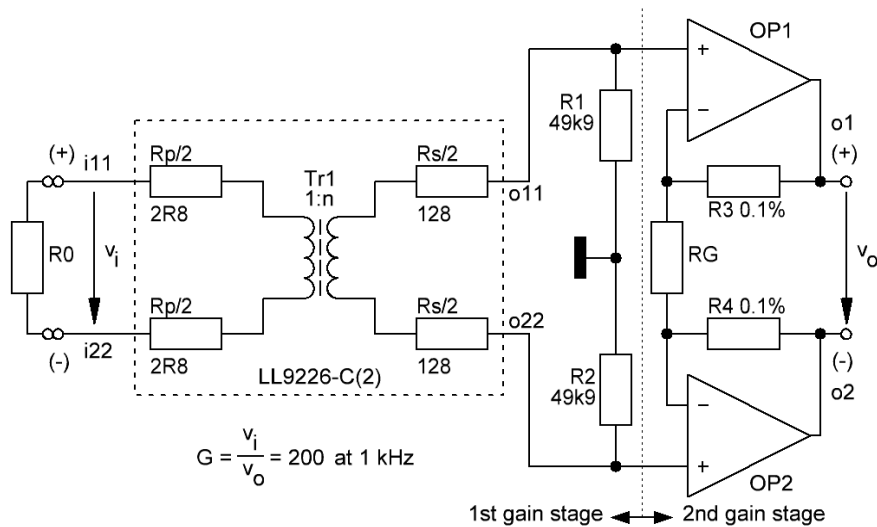 OP1
+
−
R1
49k9
o1
(+)
(+)
i11
Rp/2
2R8
Tr1
1:n
Rs/2
128
o11
R3 0.1%
R0
vi
RG
vo
Rp/2
2R8
Rs/2
128
o22
R4 0.1%
(-)
i22
(-)
o2
LL9226-C(2)
R2
49k9
−
+
OP2
G = vi/vo = 200 at 1 kHz
1st gain stage
2nd gain stage